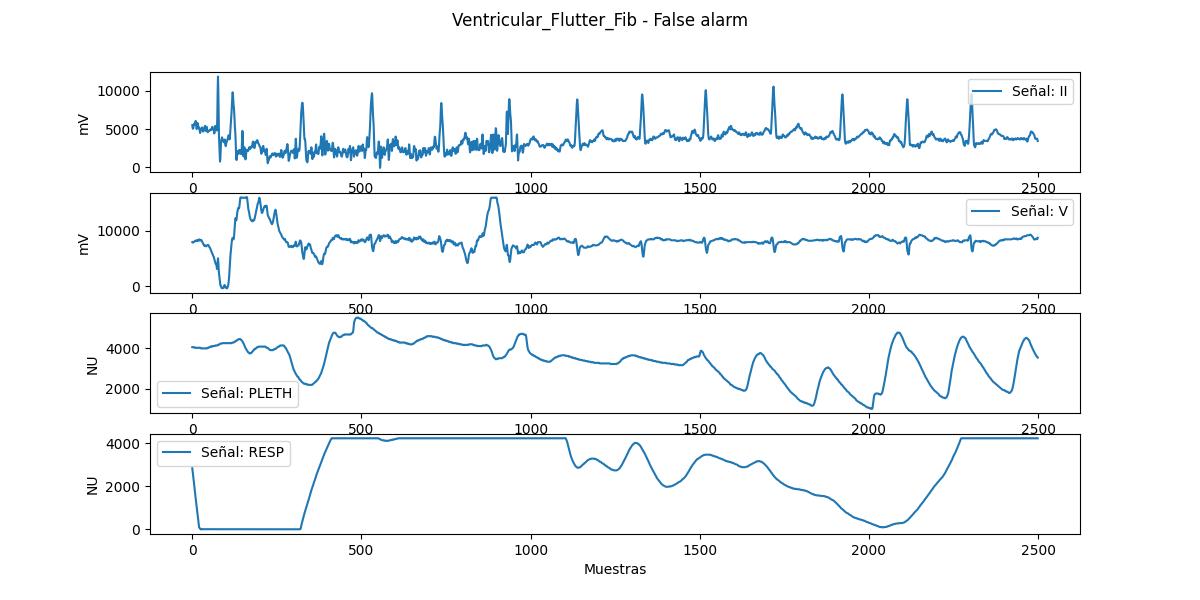 Ventricular_Flutter_Fib - False alarm
10000
5000
0
mV
Señal: II
0 500 1000 1500 2000 2500
10000
0
mV
Señal: V
0 500 1000 1500 2000 2500
4000
2000
NU
Señal: PLETH
0 500 1000 1500 2000 2500
4000
2000
0
NU
Señal: RESP
0 500 1000 1500 2000 2500
Muestras